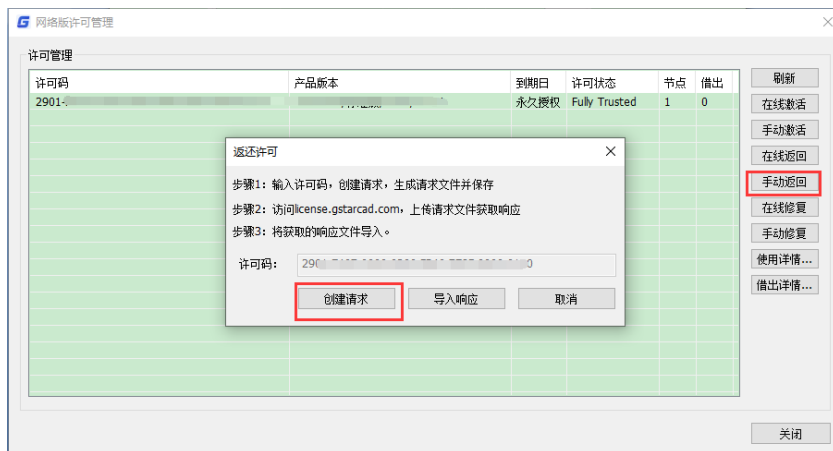 网络版许可管理
许可管理
许可码 产品版本 到期日 许可状态 节点 借出
2901- 永久授权 Fully Trusted 1 0
刷新
在线激活
手动激活
在线返回
手动返回
在线修复
手动修复
使用详情...
借出详情...
返还许可
步骤1：输入许可码，创建请求，生成请求文件并保存
步骤2：访问license.gstarcad.com，上传请求文件获取响应
步骤3：将获取的响应文件导入。
许可码：
创建请求 导入响应 取消
关闭